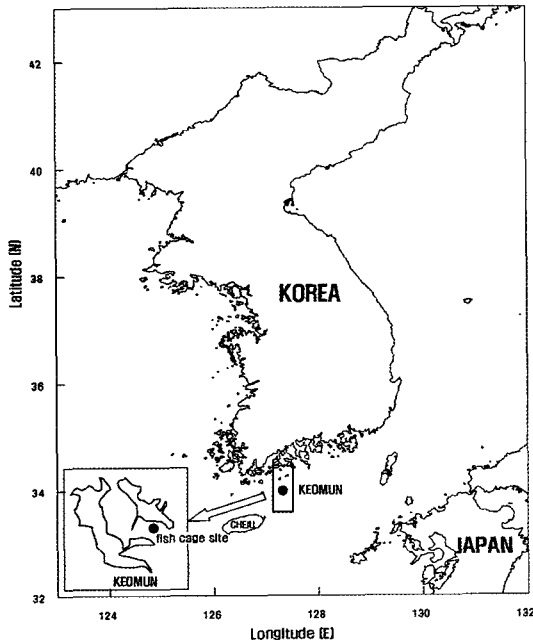 42
40
38
36
34
32
Latitude (N)
KOREA
KEOMUN
CHEJU
JAPAN
fish cage site
KEOMUN
124
126
128
130
132
Longitude (E)